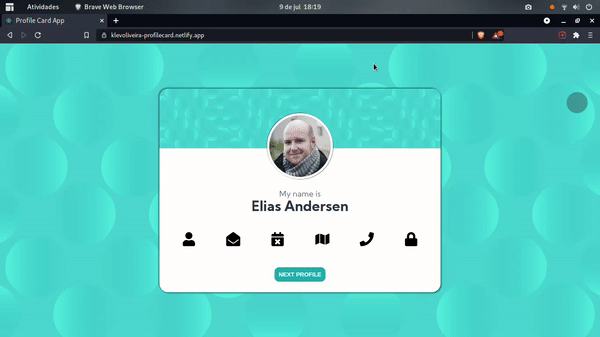 Atividades Brave Web Browser 9 de jul 18:19
Profile Card App
klevoliveira-profilecard.netlify.app
My name is
Elias Andersen
NEXT PROFILE